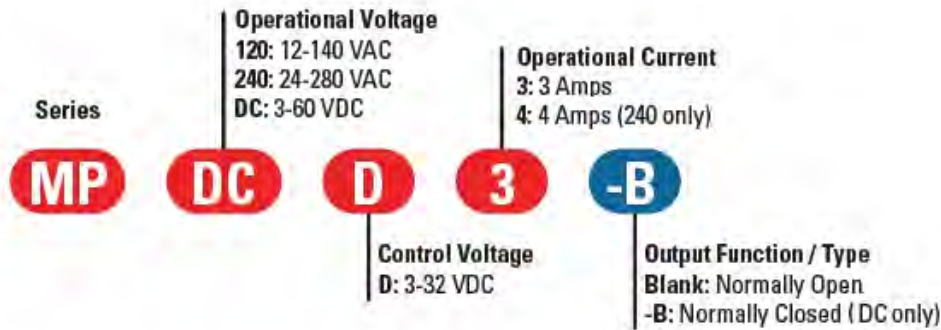 Operational Voltage
120: 12-140 VAC
240: 24-280 VAC
DC: 3-60 VDC
Operational Current
3: 3 Amps
4: 4 Amps (240 only)
Series
MP DC D 3 -B
Control Voltage
D: 3-32 VDC
Output Function / Type
Blank: Normally Open
-B: Normally Closed (DC only)